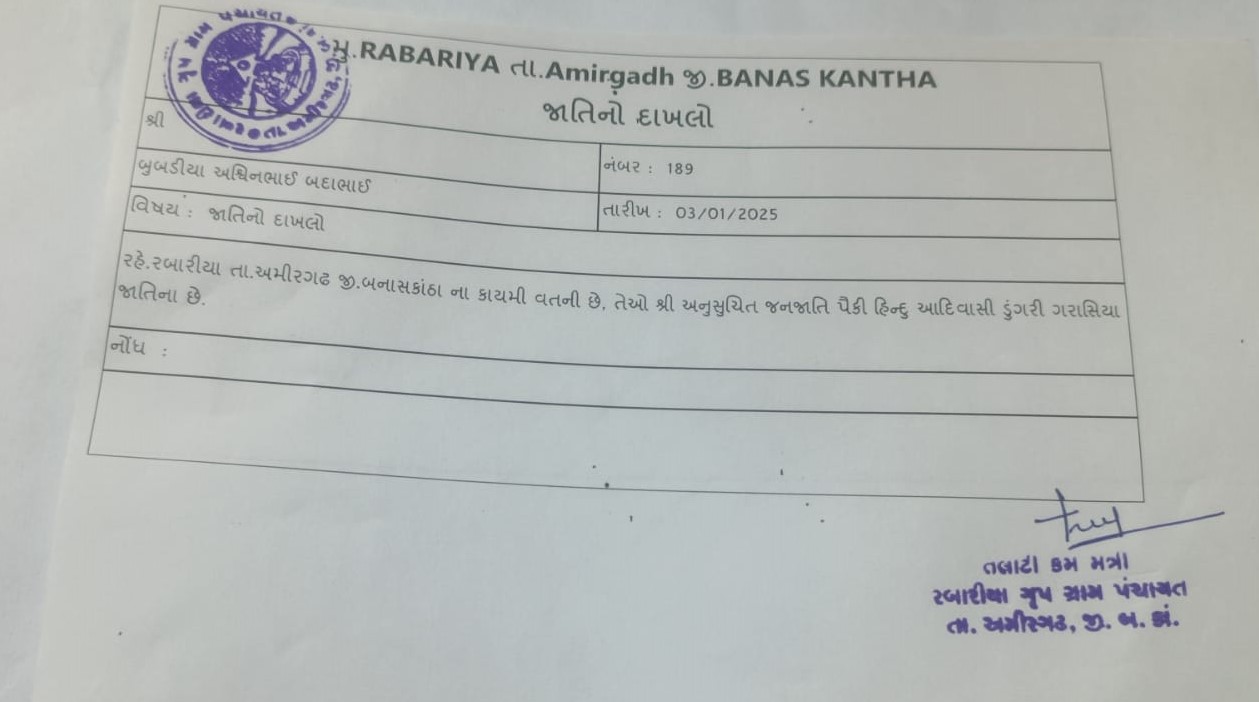 મુ.RABARIYA તા.Amirgadh જી.BANAS KANTHA
જાતિનો દાખલો
શ્રી
બુબડીયા અશ્વિનભાઈ બદાભાઈ
નંબર : 189
વિષય : જાતિનો દાખલો
તારીખ : 03/01/2025
રહે.રબારીયા તા.અમીરગઢ જી.બનાસકાંઠા ના કાયમી વતની છે, તેઓ શ્રી અનુસુચિત જનજાતિ પૈકી હિન્દુ આદિવાસી ડુંગરી ગરાસિયા
જાતિના છે.
નોંધ :
તલાટી કમ મંત્રી
રબારીયા ગૃપ ગ્રામ પંચાયત
તા. અમીરગઢ, જી. બ. કાં.